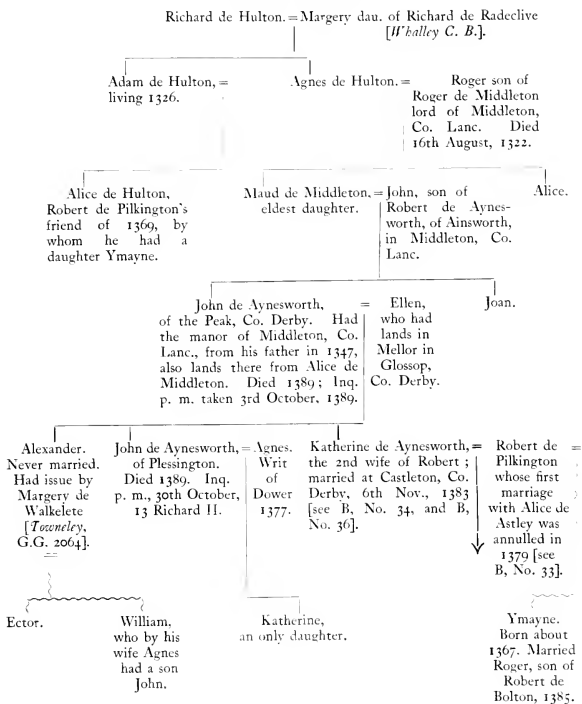 Richard de Hulton. = Margery dau. of Richard de Radeclive
[Whalley C. B.].
Adam de Hulton, =
living 1326.
Agnes de Hulton. = Roger son of
Roger de Middleton
lord of Middleton,
Co. Lanc. Died
16th August, 1322.
Alice de Hulton,
Robert de Pilkington's
friend of 1369, by
whom he had a
daughter Ymayne.
Maud de Middleton, =
eldest daughter.
John, son of
Robert de Aynes-
worth, of Ainsworth,
in Middleton, Co.
Lanc.
Alice.
John de Aynesworth, =
of the Peak, Co. Derby. Had
the manor of Middleton, Co.
Lanc., from his father in 1347,
also lands there from Alice de
Middleton. Died 1389; Inq.
p. m. taken 3rd October, 1389.
Ellen,
who had
lands in
Mellor in
Glossop,
Co. Derby.
Joan.
Alexander.
Never married.
Had issue by
Margery de
Walkelete
[Towneley,
G.G. 2064].
John de Aynesworth, =
of Plessington.
Died 1389. Inq.
p. m., 30th October,
13 Richard II.
Agnes.
Writ
of
Dower
1377.
Katherine de Aynesworth, =
the 2nd wife of Robert;
married at Castleton, Co.
Derby, 6th Nov., 1383
[see B, No. 34, and B,
No. 36].
Robert de =
Pilkington
whose first
marriage
with Alice de
Astley was
annulled in
1379 [see
B, No. 33].
Ector.
William,
who by his
wife Agnes
had a son
John.
Katherine,
an only daughter.
Ymayne.
Born about
1367. Married
Roger, son of
Robert de
Bolton, 1385.